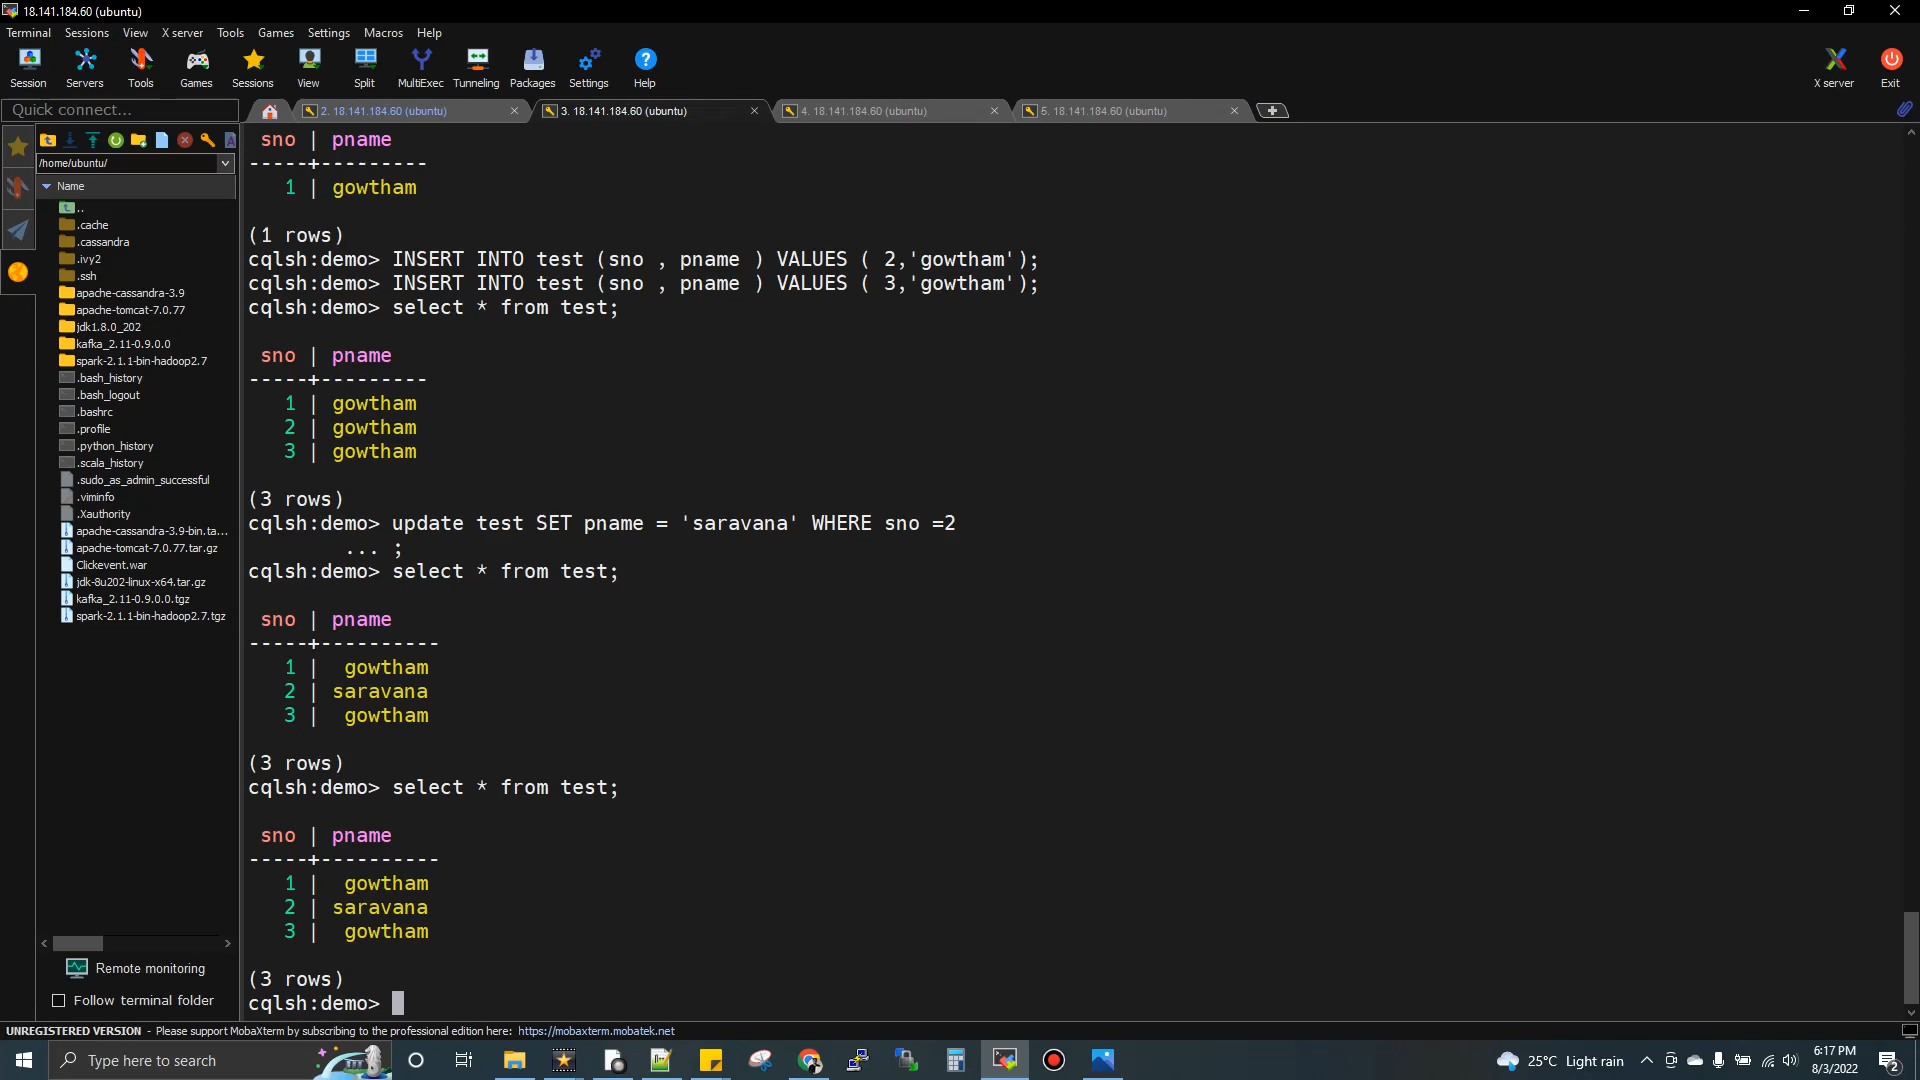 18.141.184.60 (ubuntu)
Terminal Sessions View X server Tools Games Settings Macros Help
Session Servers Tools Games Sessions View Split MultiExec Tunneling Packages Settings Help X server Exit
Quick connect...
2. 18.141.184.60 (ubuntu)
3. 18.141.184.60 (ubuntu)
4. 18.141.184.60 (ubuntu)
5. 18.141.184.60 (ubuntu)
/home/ubuntu/
Name
..
.cache
.cassandra
.ivy2
.ssh
apache-cassandra-3.9
apache-tomcat-7.0.77
jdk1.8.0_202
kafka_2.11-0.9.0.0
spark-2.1.1-bin-hadoop2.7
.bash_history
.bash_logout
.bashrc
.profile
.python_history
.scala_history
.sudo_as_admin_successful
.viminfo
.Xauthority
apache-cassandra-3.9-bin.ta...
apache-tomcat-7.0.77.tar.gz
Clickevent.war
jdk-8u202-linux-x64.tar.gz
kafka_2.11-0.9.0.0.tgz
spark-2.1.1-bin-hadoop2.7.tgz
Remote monitoring
Follow terminal folder
sno | pname
-----+---------
1 | gowtham
(1 rows)
cqlsh:demo> INSERT INTO test (sno , pname ) VALUES ( 2,'gowtham');
cqlsh:demo> INSERT INTO test (sno , pname ) VALUES ( 3,'gowtham');
cqlsh:demo> select * from test;
sno | pname
-----+---------
1 | gowtham
2 | gowtham
3 | gowtham
(3 rows)
cqlsh:demo> update test SET pname = 'saravana' WHERE sno =2
... ;
cqlsh:demo> select * from test;
sno | pname
-----+----------
1 | gowtham
2 | saravana
3 | gowtham
(3 rows)
cqlsh:demo> select * from test;
sno | pname
-----+----------
1 | gowtham
2 | saravana
3 | gowtham
(3 rows)
cqlsh:demo>
UNREGISTERED VERSION - Please support MobaXterm by subscribing to the professional edition here: https://mobaxterm.mobatek.net
Type here to search
25°C Light rain
6:17 PM
8/3/2022
2